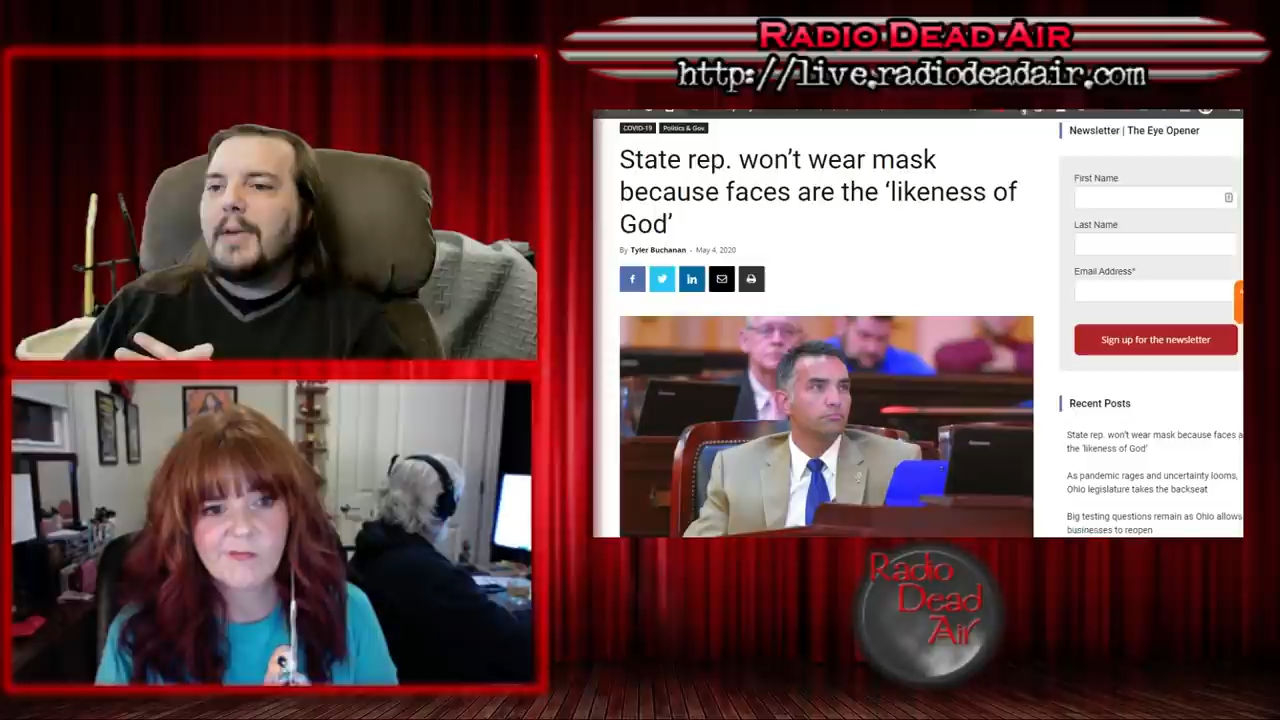 RADIO DEAD AIR
http://live.radiodeadair.com
COVID-19 Politics & Gov.
State rep. won't wear mask
because faces are the 'likeness of
God'
By Tyler Buchanan - May 4, 2020
Newsletter | The Eye Opener
First Name
Last Name
Email Address*
Sign up for the newsletter
Recent Posts
State rep. won't wear mask because faces a
the 'likeness of God'
As pandemic rages and uncertainty looms,
Ohio legislature takes the backseat
Big testing questions remain as Ohio allows
businesses to reopen
Radio
Dead
Air